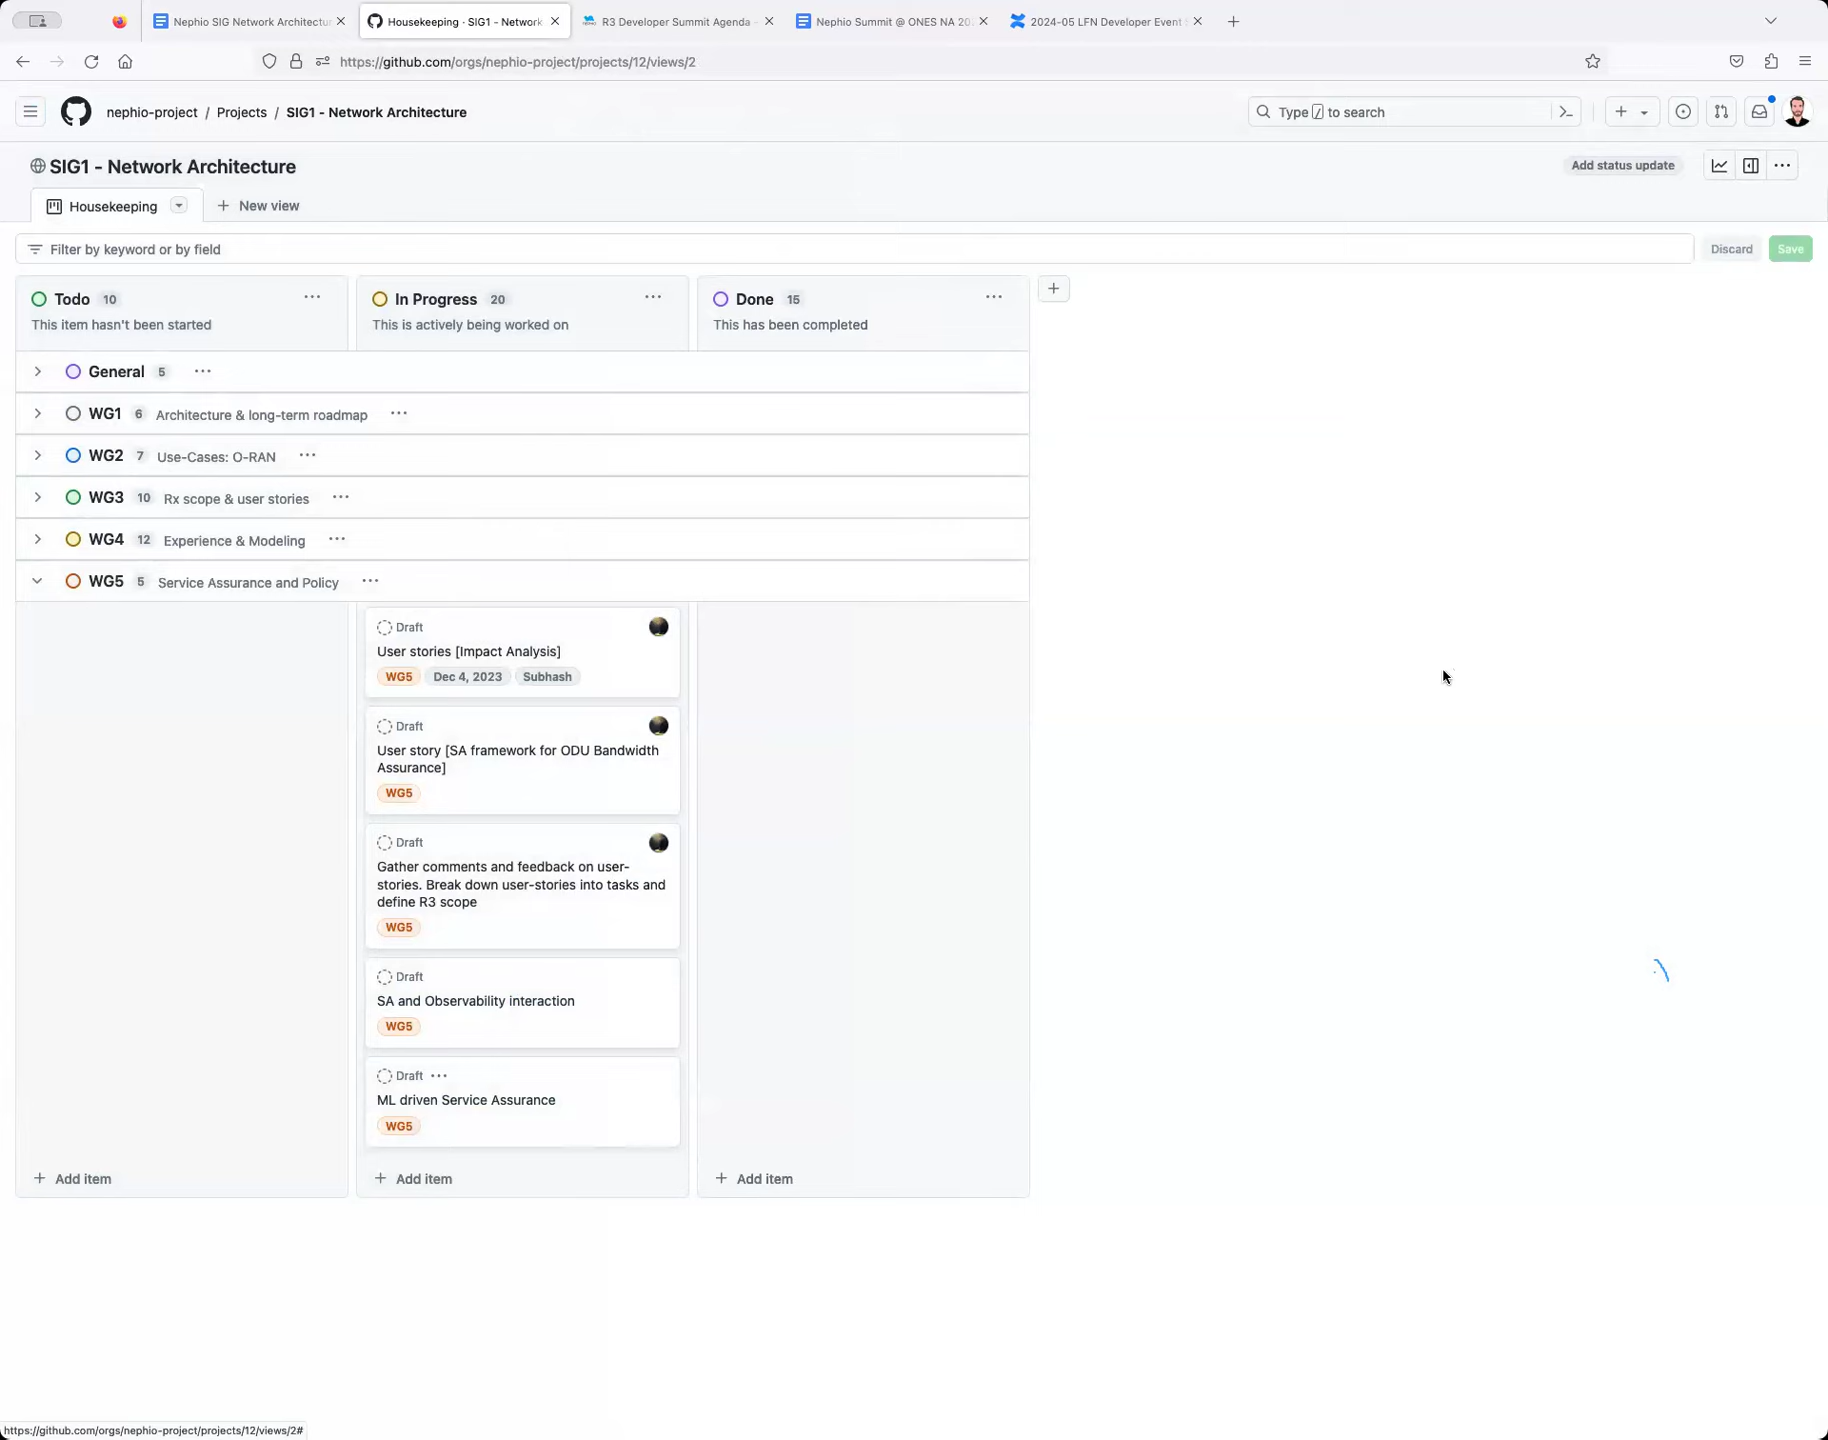 Nephio SIG Network Architectur
Housekeeping · SIG1 - Network
R3 Developer Summit Agenda -
Nephio Summit @ ONES NA 20
2024-05 LFN Developer Event
https://github.com/orgs/nephio-project/projects/12/views/2
nephio-project / Projects / SIG1 - Network Architecture
Type / to search
SIG1 - Network Architecture
Add status update
Housekeeping
New view
Filter by keyword or by field
Discard
Save
Todo 10
This item hasn't been started
In Progress 20
This is actively being worked on
Done 15
This has been completed
General 5
WG1 6 Architecture & long-term roadmap
WG2 7 Use-Cases: O-RAN
WG3 10 Rx scope & user stories
WG4 12 Experience & Modeling
WG5 5 Service Assurance and Policy
Draft
User stories [Impact Analysis]
WG5 Dec 4, 2023 Subhash
Draft
User story [SA framework for ODU Bandwidth
Assurance]
WG5
Draft
Gather comments and feedback on user-
stories. Break down user-stories into tasks and
define R3 scope
WG5
Draft
SA and Observability interaction
WG5
Draft
ML driven Service Assurance
WG5
+ Add item
+ Add item
+ Add item
https://github.com/orgs/nephio-project/projects/12/views/2#